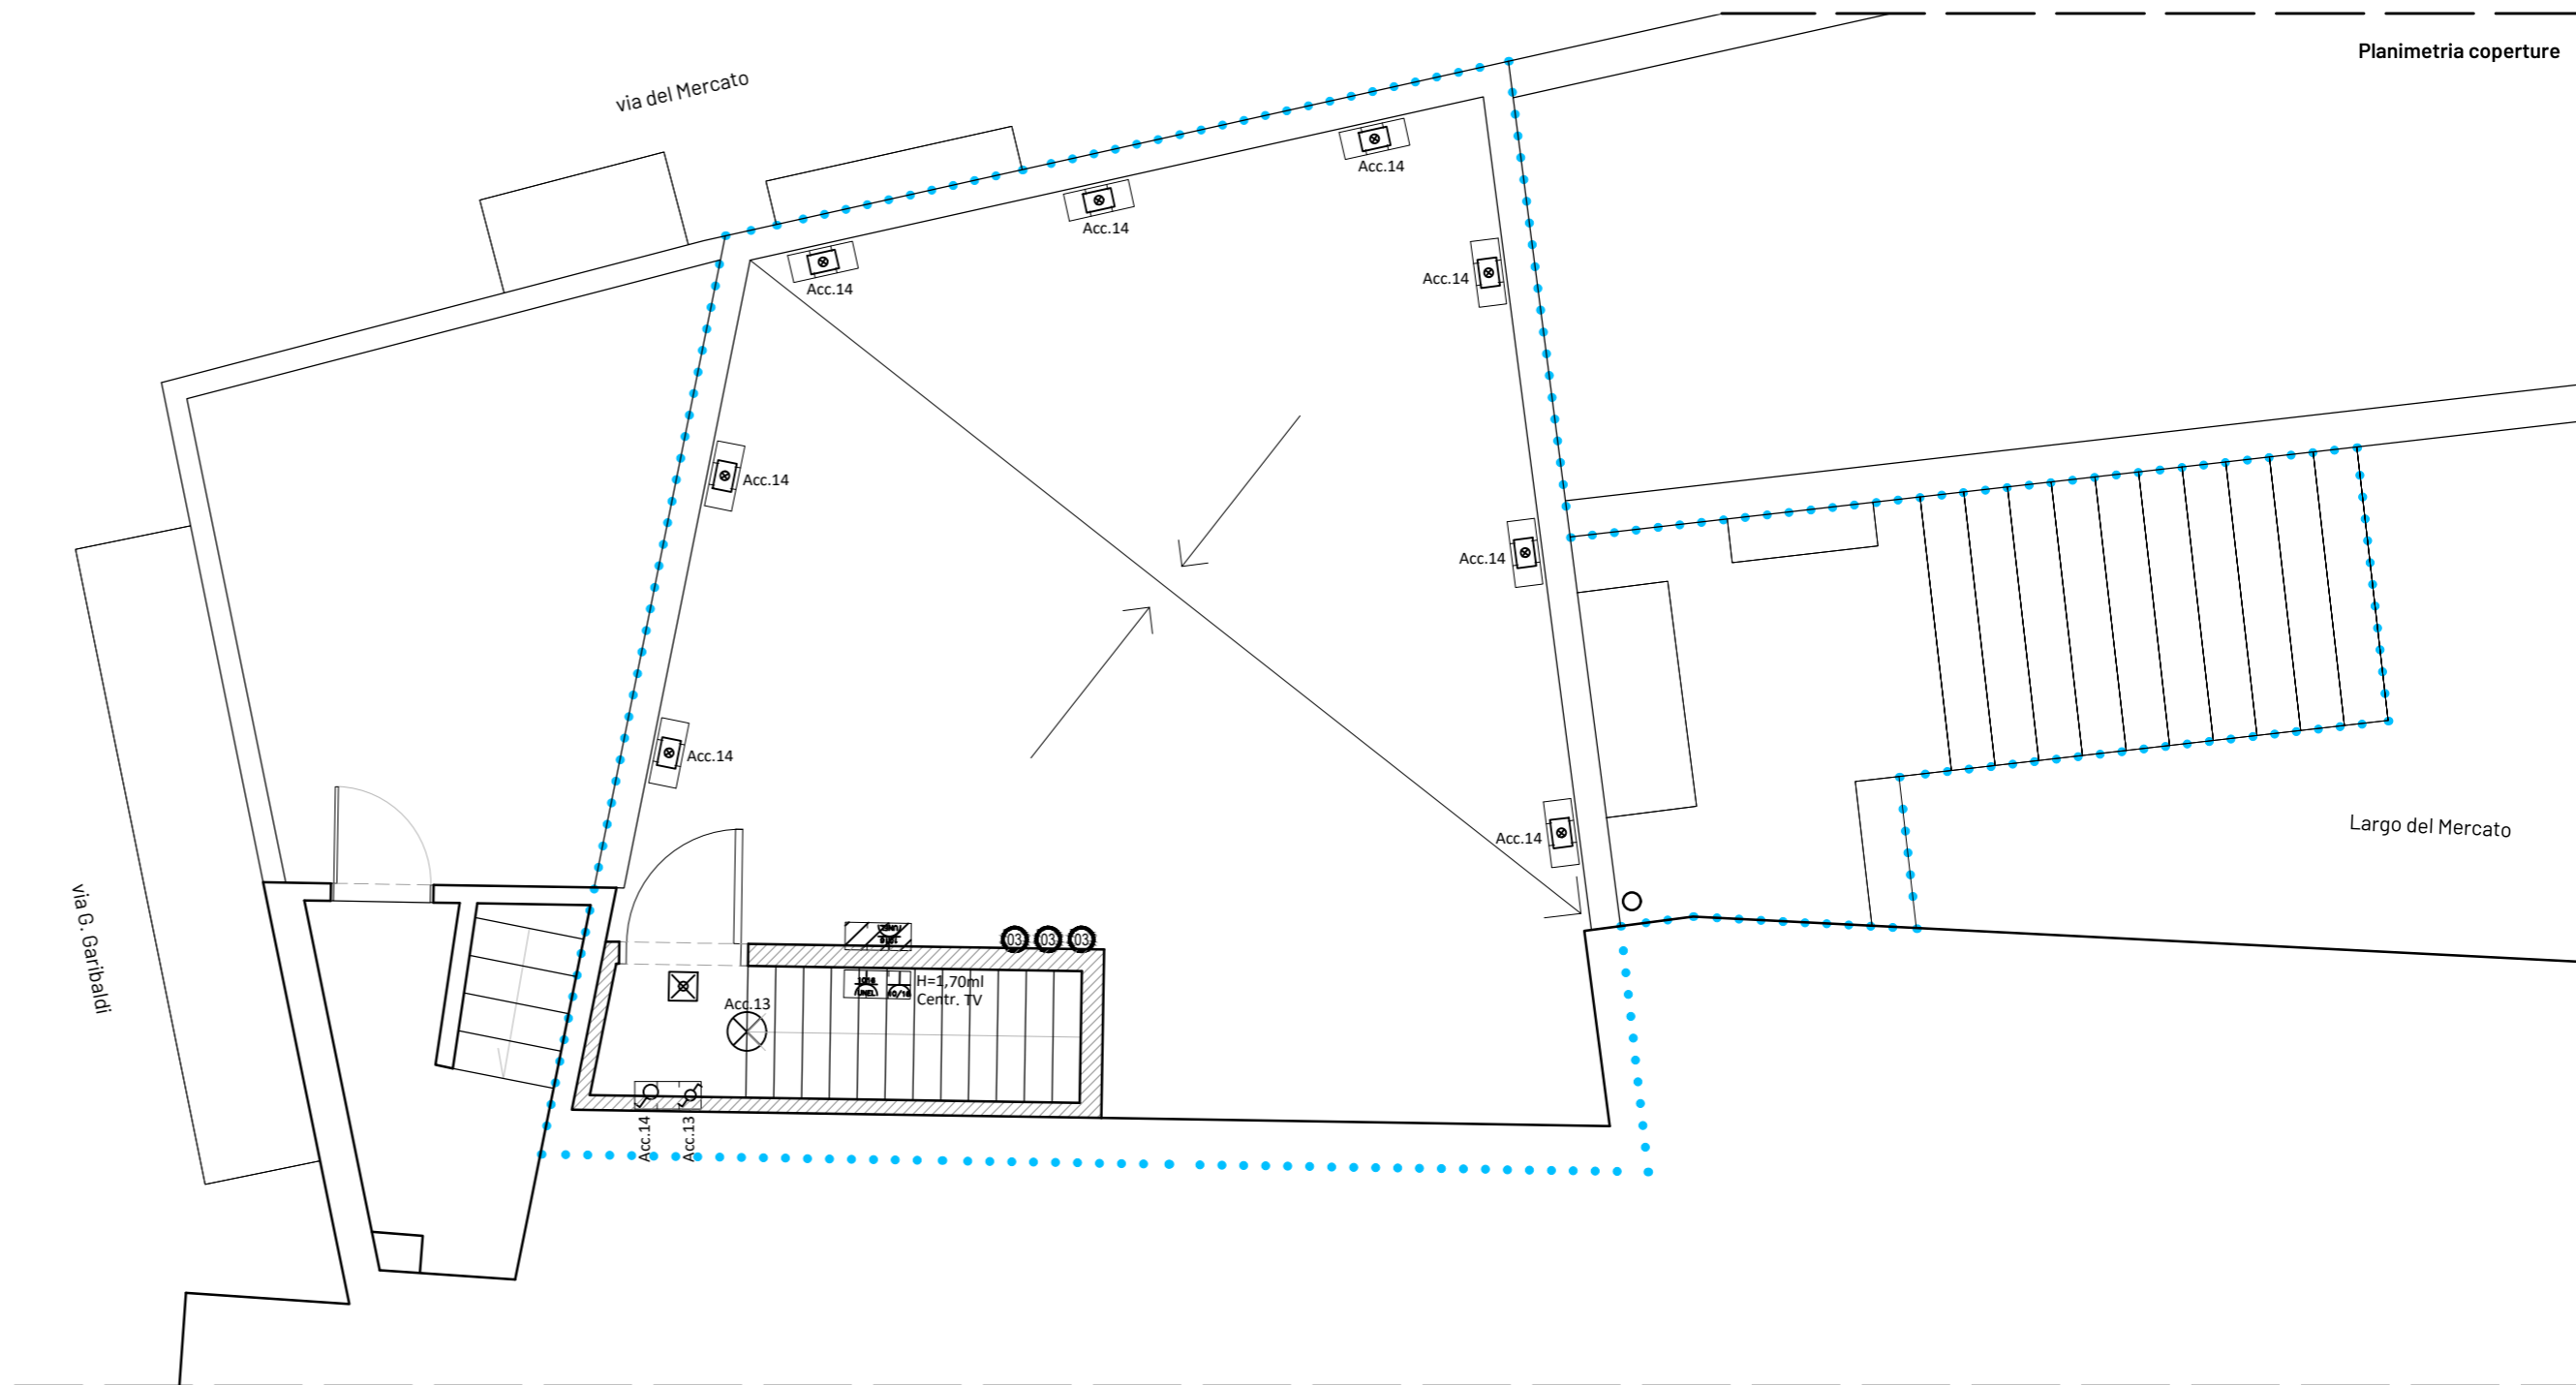 Planimetria coperture
via del Mercato
Acc.14
Acc.14
Acc.14
Acc.14
Acc.14
Acc.14
Acc.14
Acc.14
Largo del Mercato
via G. Garibaldi
03
03
03
H=1,70ml
Centr. TV
Acc.13
10/16
Acc.14
Acc.13